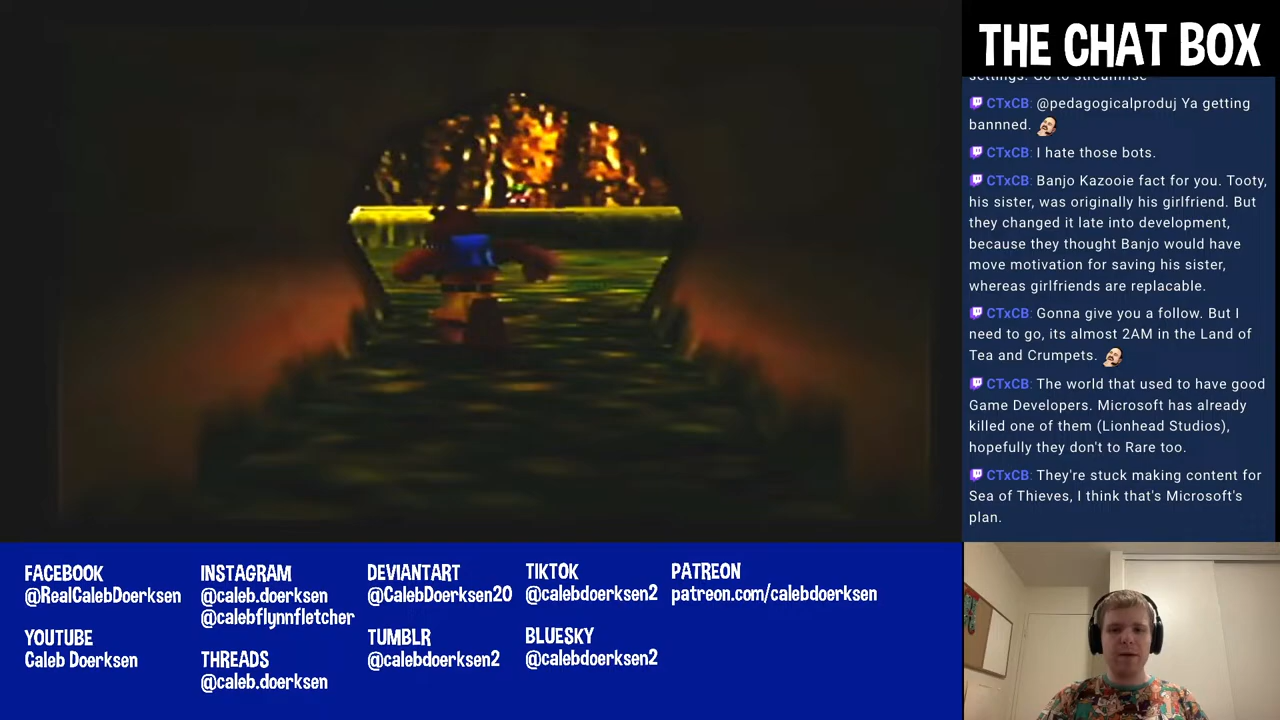 THE CHAT BOX
settings. Go to streamrise
CTxCB: @pedagogicalproduj Ya getting
bannned.
CTxCB: I hate those bots.
CTxCB: Banjo Kazooie fact for you. Tooty,
his sister, was originally his girlfriend. But
they changed it late into development,
because they thought Banjo would have
move motivation for saving his sister,
whereas girlfriends are replacable.
CTxCB: Gonna give you a follow. But I
need to go, its almost 2AM in the Land of
Tea and Crumpets.
CTxCB: The world that used to have good
Game Developers. Microsoft has already
killed one of them (Lionhead Studios),
hopefully they don't to Rare too.
CTxCB: They're stuck making content for
Sea of Thieves, I think that's Microsoft's
plan.
FACEBOOK
@RealCalebDoerksen
YOUTUBE
Caleb Doerksen
INSTAGRAM
@caleb.doerksen
@calebflynnfletcher
THREADS
@caleb.doerksen
DEVIANTART
@CalebDoerksen20
TUMBLR
@calebdoerksen2
TIKTOK
@calebdoerksen2
BLUESKY
@calebdoerksen2
PATREON
patreon.com/calebdoerksen